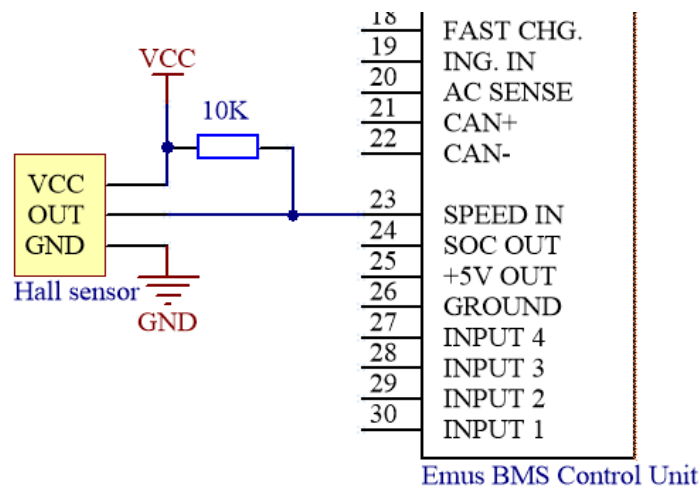 18 FAST CHG.
19 ING. IN
20 AC SENSE
21 CAN+
22 CAN-
VCC
10K
VCC
OUT
GND
Hall sensor
GND
23 SPEED IN
24 SOC OUT
25 +5V OUT
26 GROUND
27 INPUT 4
28 INPUT 3
29 INPUT 2
30 INPUT 1
Emus BMS Control Unit